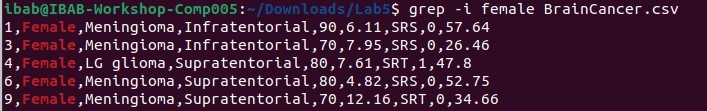 ibab@IBAB-Workshop-Comp005:~/Downloads/Lab5$ grep -i female BrainCancer.csv
1,Female,Meningioma,Infratentorial,90,6.11,SRS,0,57.64
3,Female,Meningioma,Infratentorial,70,7.95,SRS,0,26.46
4,Female,LG glioma,Supratentorial,80,7.61,SRT,1,47.8
6,Female,Meningioma,Supratentorial,80,4.82,SRS,0,52.75
9,Female,Meningioma,Supratentorial,70,12.16,SRT,0,34.66